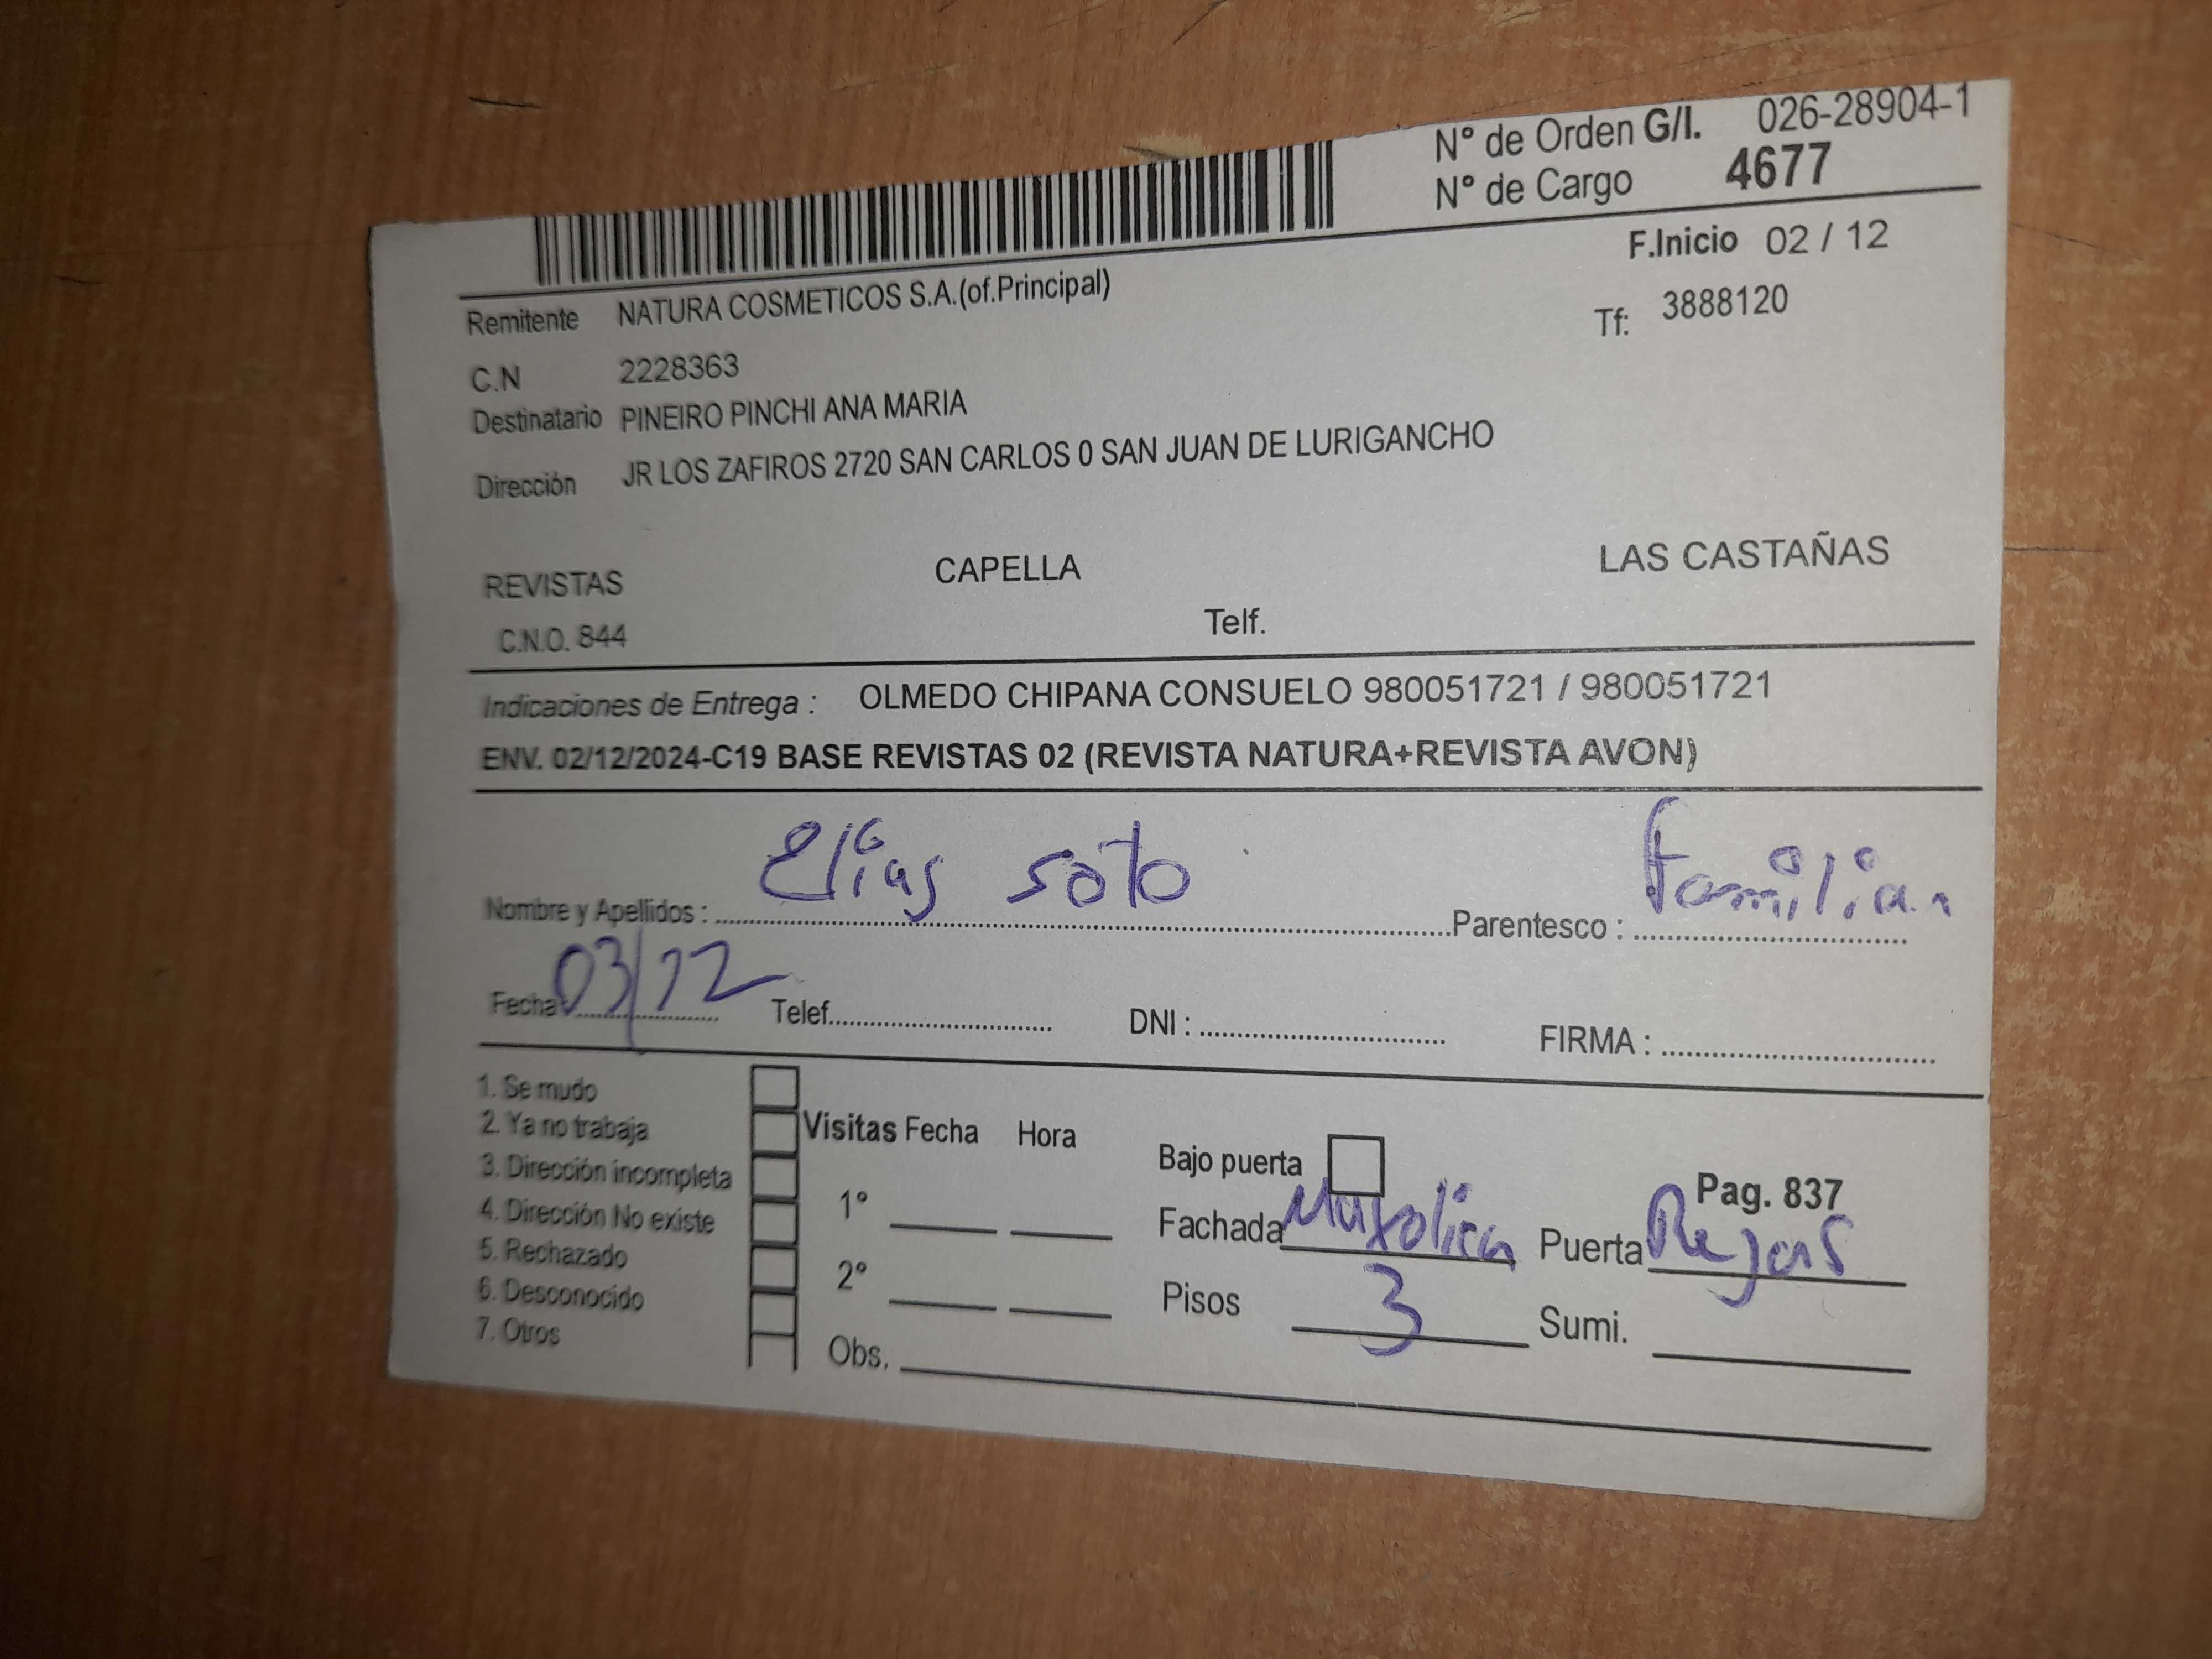 Nº de Orden G/I. 026-28904-1
Nº de Cargo 4677
F.Inicio 02 / 12
Remitente NATURA COSMETICOS S.A.(of.Principal)
Tf: 3888120
C.N 2228363
Destinatario PINEIRO PINCHI ANA MARIA
Dirección JR LOS ZAFIROS 2720 SAN CARLOS 0 SAN JUAN DE LURIGANCHO
REVISTAS CAPELLA LAS CASTAÑAS
C.N.O. 844 Telf.
Indicaciones de Entrega : OLMEDO CHIPANA CONSUELO 980051721 / 980051721
ENV. 02/12/2024-C19 BASE REVISTAS 02 (REVISTA NATURA+REVISTA AVON)
Nombre y Apellidos : Elias soto Parentesco : familiar
Fecha 03/12 Telef. DNI : FIRMA :
1. Se mudo
2. Ya no trabaja Visitas Fecha Hora
3. Dirección incompleta Bajo puerta Pag. 837
4. Dirección No existe 1º Fachada Puerta Rejas
5. Rechazado
6. Desconocido 2º Pisos 3 Sumi.
7. Otros Obs.